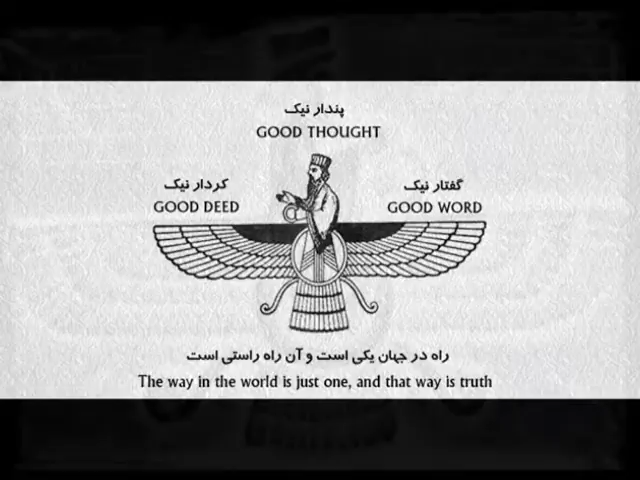 پندار نیک
GOOD THOUGHT
کردار نیک
GOOD DEED
گفتار نیک
GOOD WORD
راه در جهان یکی است و آن راه راستی است
The way in the world is just one, and that way is truth